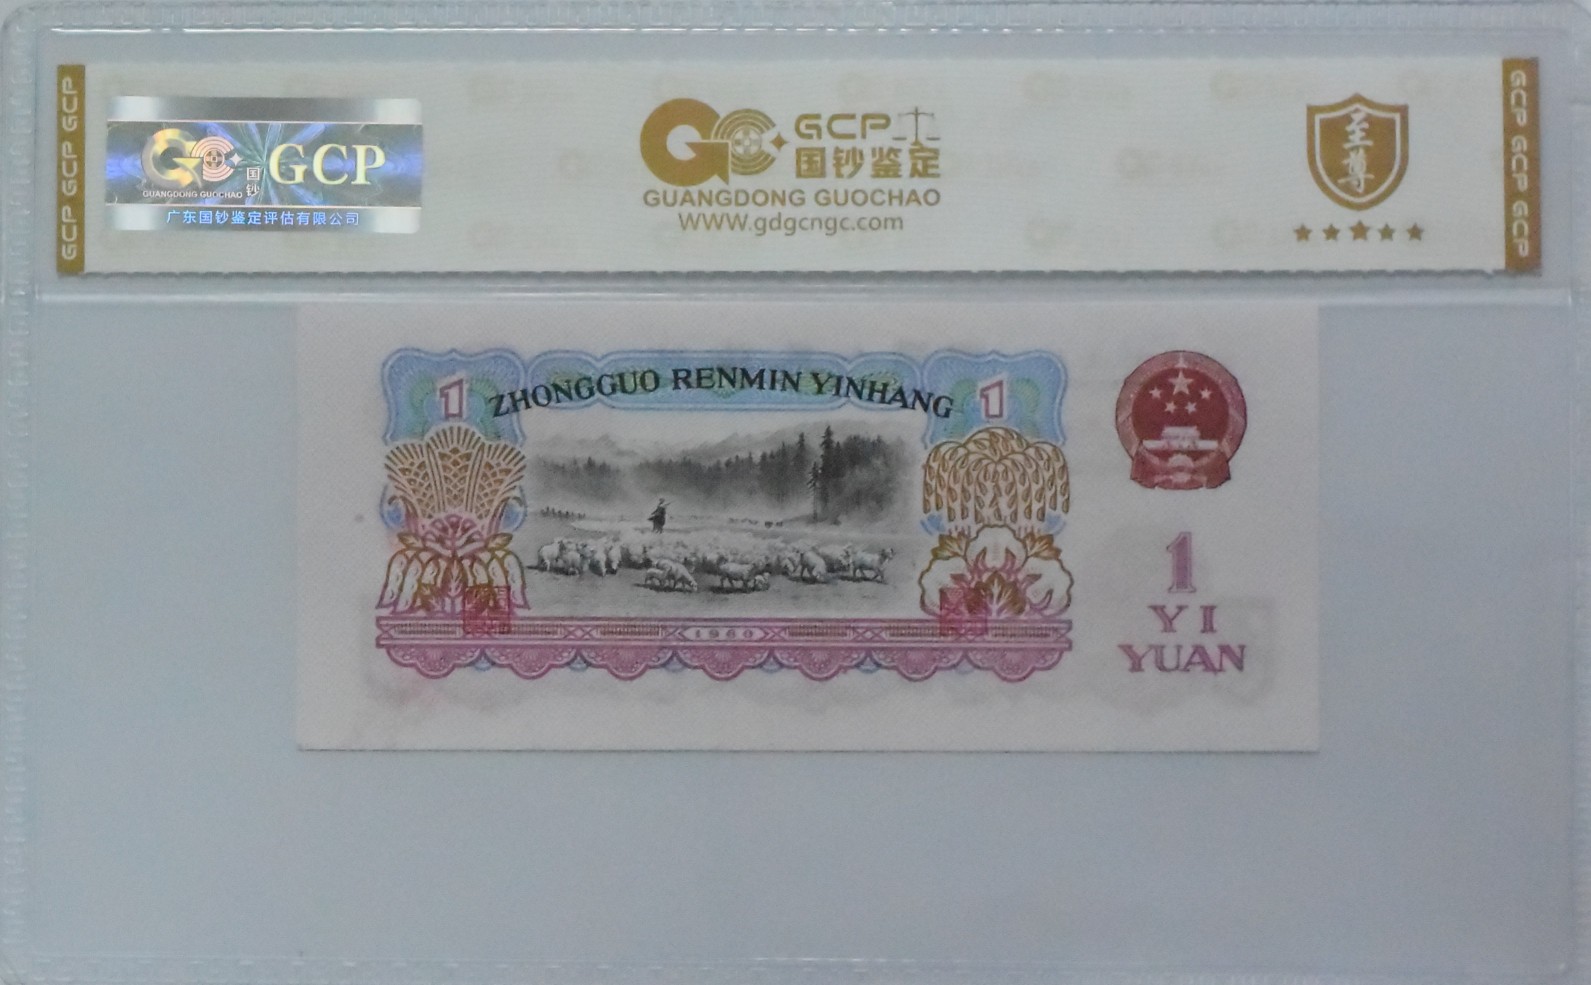 GCP GCP GCP
国钞
GCP
GUANGDONG GUOCHAO
广东国钞鉴定评估有限公司
GCP
国钞鉴定
GUANGDONG GUOCHAO
WWW.gdgcngc.com
至尊
GCP GCP GCP
1 ZHONGGUO RENMIN YINHANG 1
1960
1
YI
YUAN